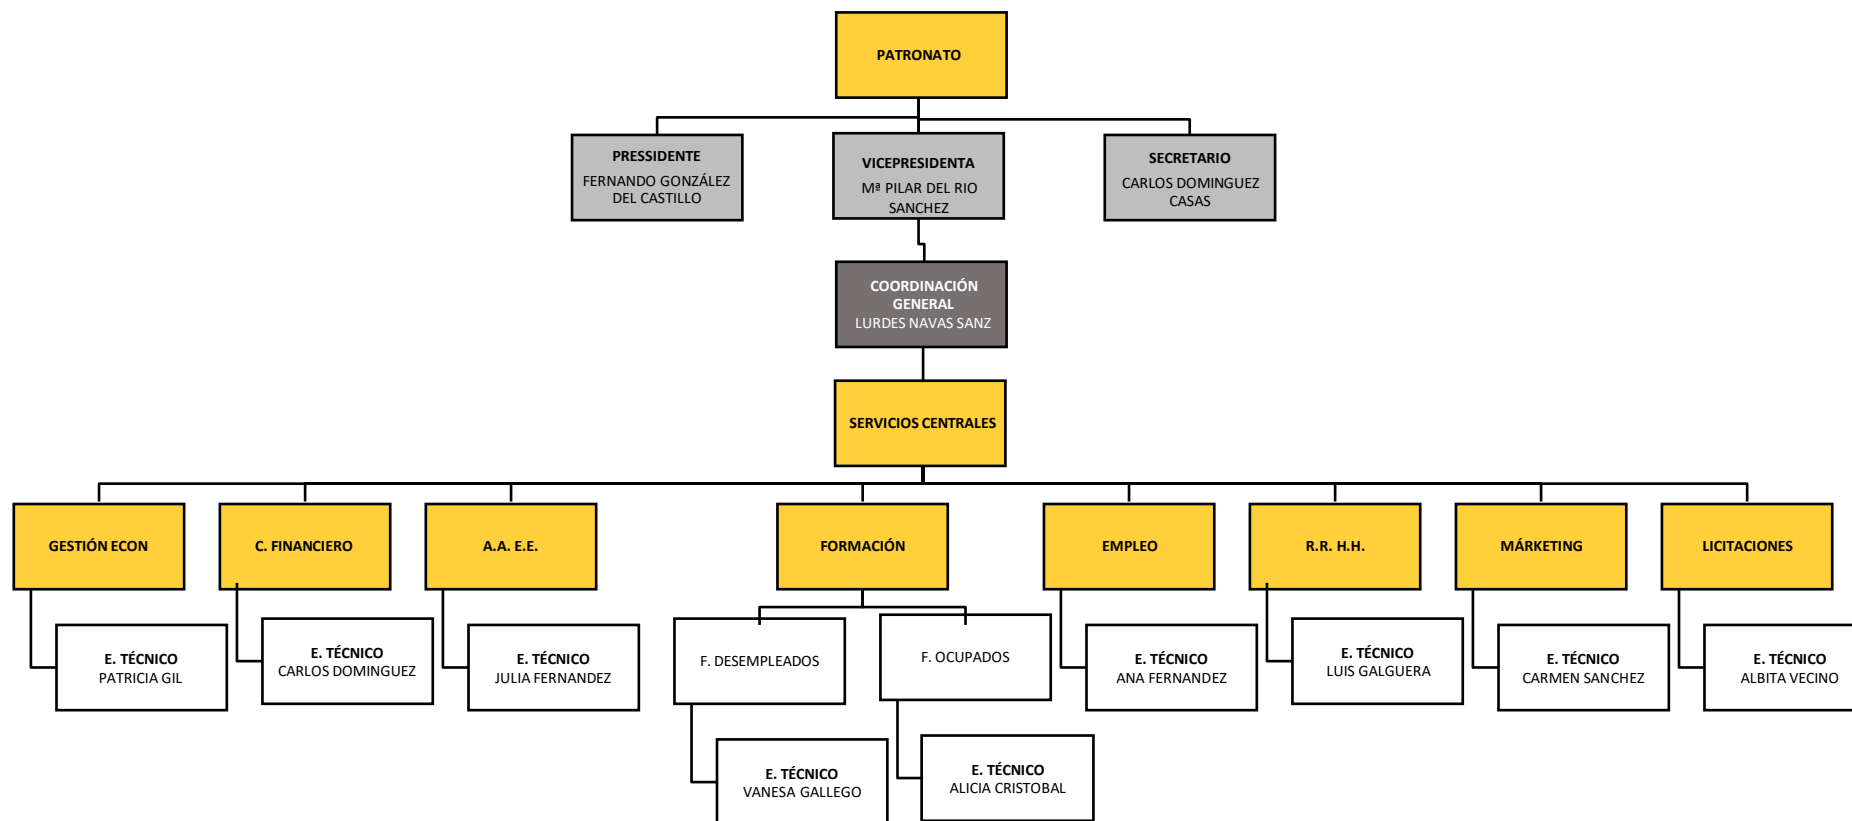 PATRONATO
PRESSIDENTE
FERNANDO GONZÁLEZ
DEL CASTILLO
VICEPRESIDENTA
Mª PILAR DEL RIO
SANCHEZ
SECRETARIO
CARLOS DOMINGUEZ
CASAS
COORDINACIÓN
GENERAL
LURDES NAVAS SANZ
SERVICIOS CENTRALES
GESTIÓN ECON
C. FINANCIERO
A.A. E.E.
FORMACIÓN
EMPLEO
R.R. H.H.
MÁRKETING
LICITACIONES
E. TÉCNICO
PATRICIA GIL
E. TÉCNICO
CARLOS DOMINGUEZ
E. TÉCNICO
JULIA FERNANDEZ
F. DESEMPLEADOS
F. OCUPADOS
E. TÉCNICO
ANA FERNANDEZ
E. TÉCNICO
LUIS GALGUERA
E. TÉCNICO
CARMEN SANCHEZ
E. TÉCNICO
ALBITA VECINO
E. TÉCNICO
VANESA GALLEGO
E. TÉCNICO
ALICIA CRISTOBAL